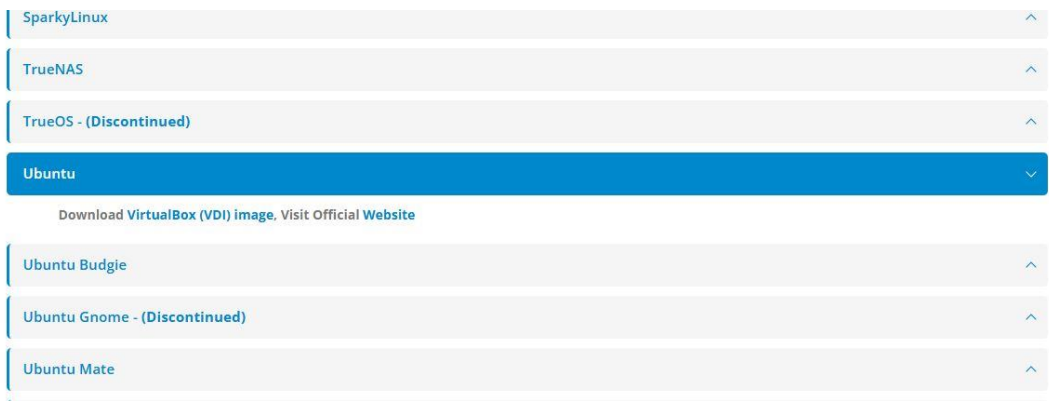 SparkyLinux
TrueNAS
TrueOS - (Discontinued)
Ubuntu
Download VirtualBox (VDI) image, Visit Official Website
Ubuntu Budgie
Ubuntu Gnome - (Discontinued)
Ubuntu Mate